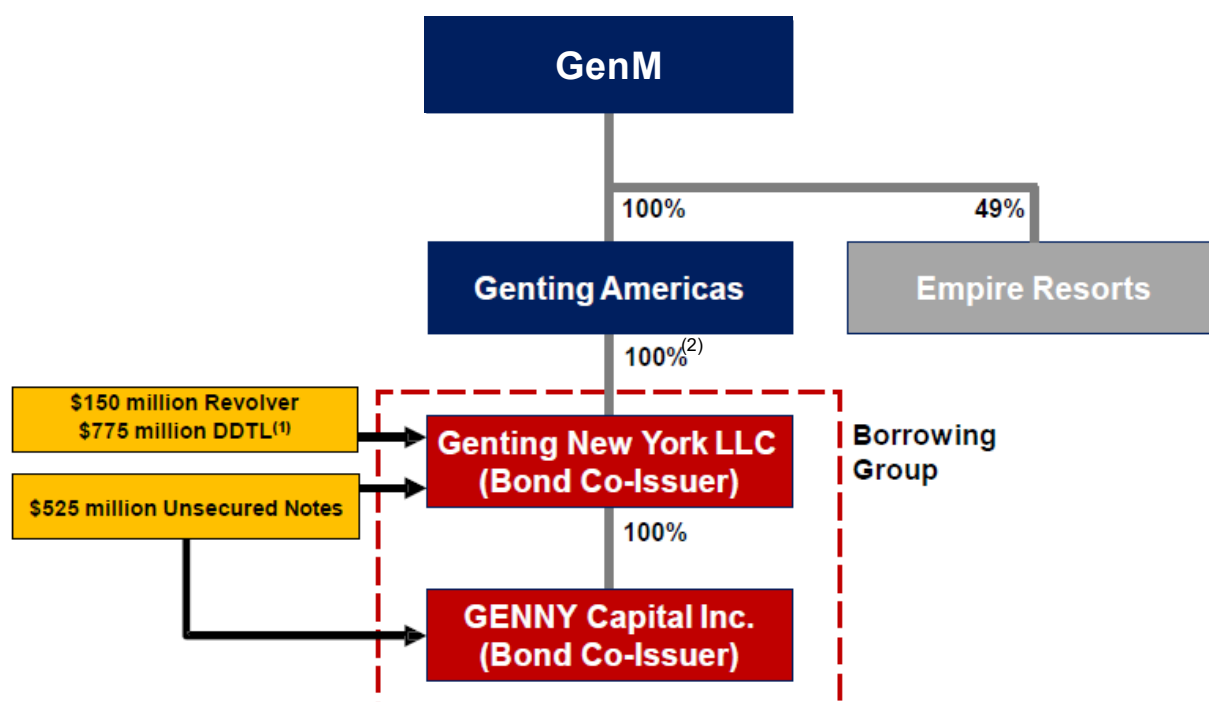 GenM
100%
49%
Genting Americas
Empire Resorts
100%(2)
$150 million Revolver
$775 million DDTL(1)
Genting New York LLC
(Bond Co-Issuer)
Borrowing
Group
$525 million Unsecured Notes
100%
GENNY Capital Inc.
(Bond Co-Issuer)